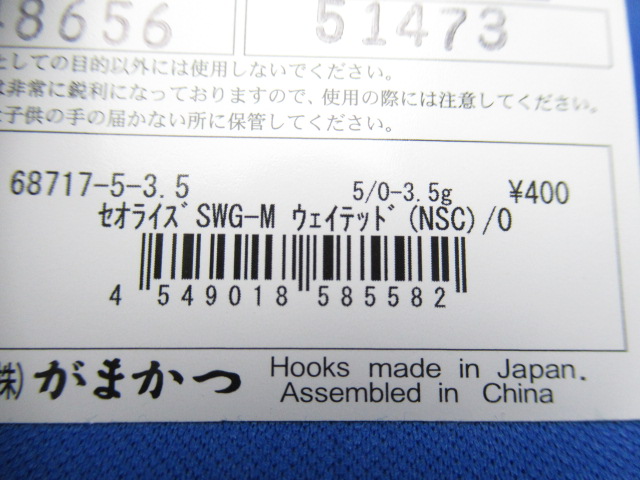 8656 51473
としての目的以外には使用しないでください。
は非常に鋭利になっておりますので、使用の際には注意してください。
な子供の手の届かない所に保管してください。
68717-5-3.5 5/0-3.5g ¥400
ｾｵﾗｲｽﾞSWG-M ｳｪｲﾃｯﾄﾞ(NSC)/0
4 549018 585582
株)がまかつ Hooks made in Japan.
Assembled in China